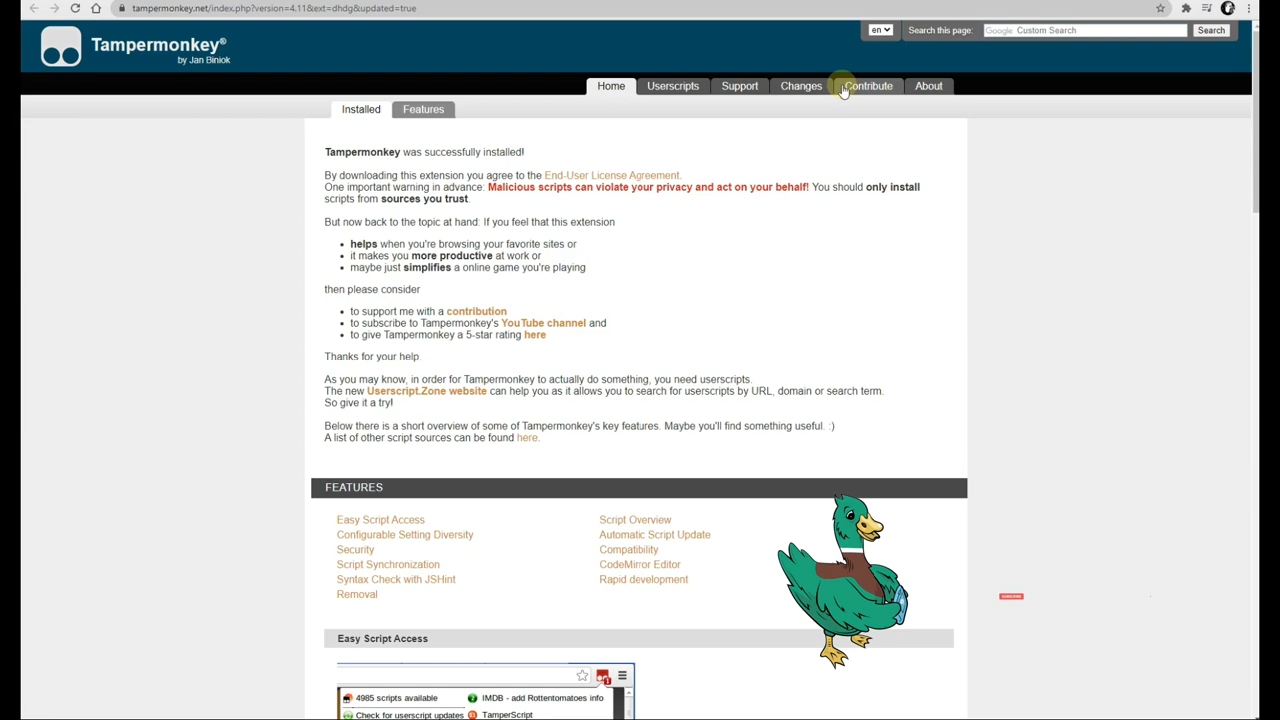 tampermonkey.net/index.php?version=4.11&ext=dhdg&updated=true
Tampermonkey®
by Jan Biniok
en
Search this page:
Google Custom Search
Search
Home
Userscripts
Support
Changes
Contribute
About
Installed
Features
Tampermonkey was successfully installed!
By downloading this extension you agree to the End-User License Agreement.
One important warning in advance: Malicious scripts can violate your privacy and act on your behalf! You should only install
scripts from sources you trust.
But now back to the topic at hand: If you feel that this extension
• helps when you're browsing your favorite sites or
• it makes you more productive at work or
• maybe just simplifies a online game you're playing
then please consider
• to support me with a contribution
• to subscribe to Tampermonkey's YouTube channel and
• to give Tampermonkey a 5-star rating here
Thanks for your help.
As you may know, in order for Tampermonkey to actually do something, you need userscripts.
The new Userscript.Zone website can help you as it allows you to search for userscripts by URL, domain or search term.
So give it a try!
Below there is a short overview of some of Tampermonkey's key features. Maybe you'll find something useful. :)
A list of other script sources can be found here.
FEATURES
Easy Script Access
Configurable Setting Diversity
Security
Script Synchronization
Syntax Check with JSHint
Removal
Script Overview
Automatic Script Update
Compatibility
CodeMirror Editor
Rapid development
SUBSCRIBE
Easy Script Access
1
4985 scripts available
2 IMDB - add Rottentomatoes info
Check for userscript updates
TamperScript